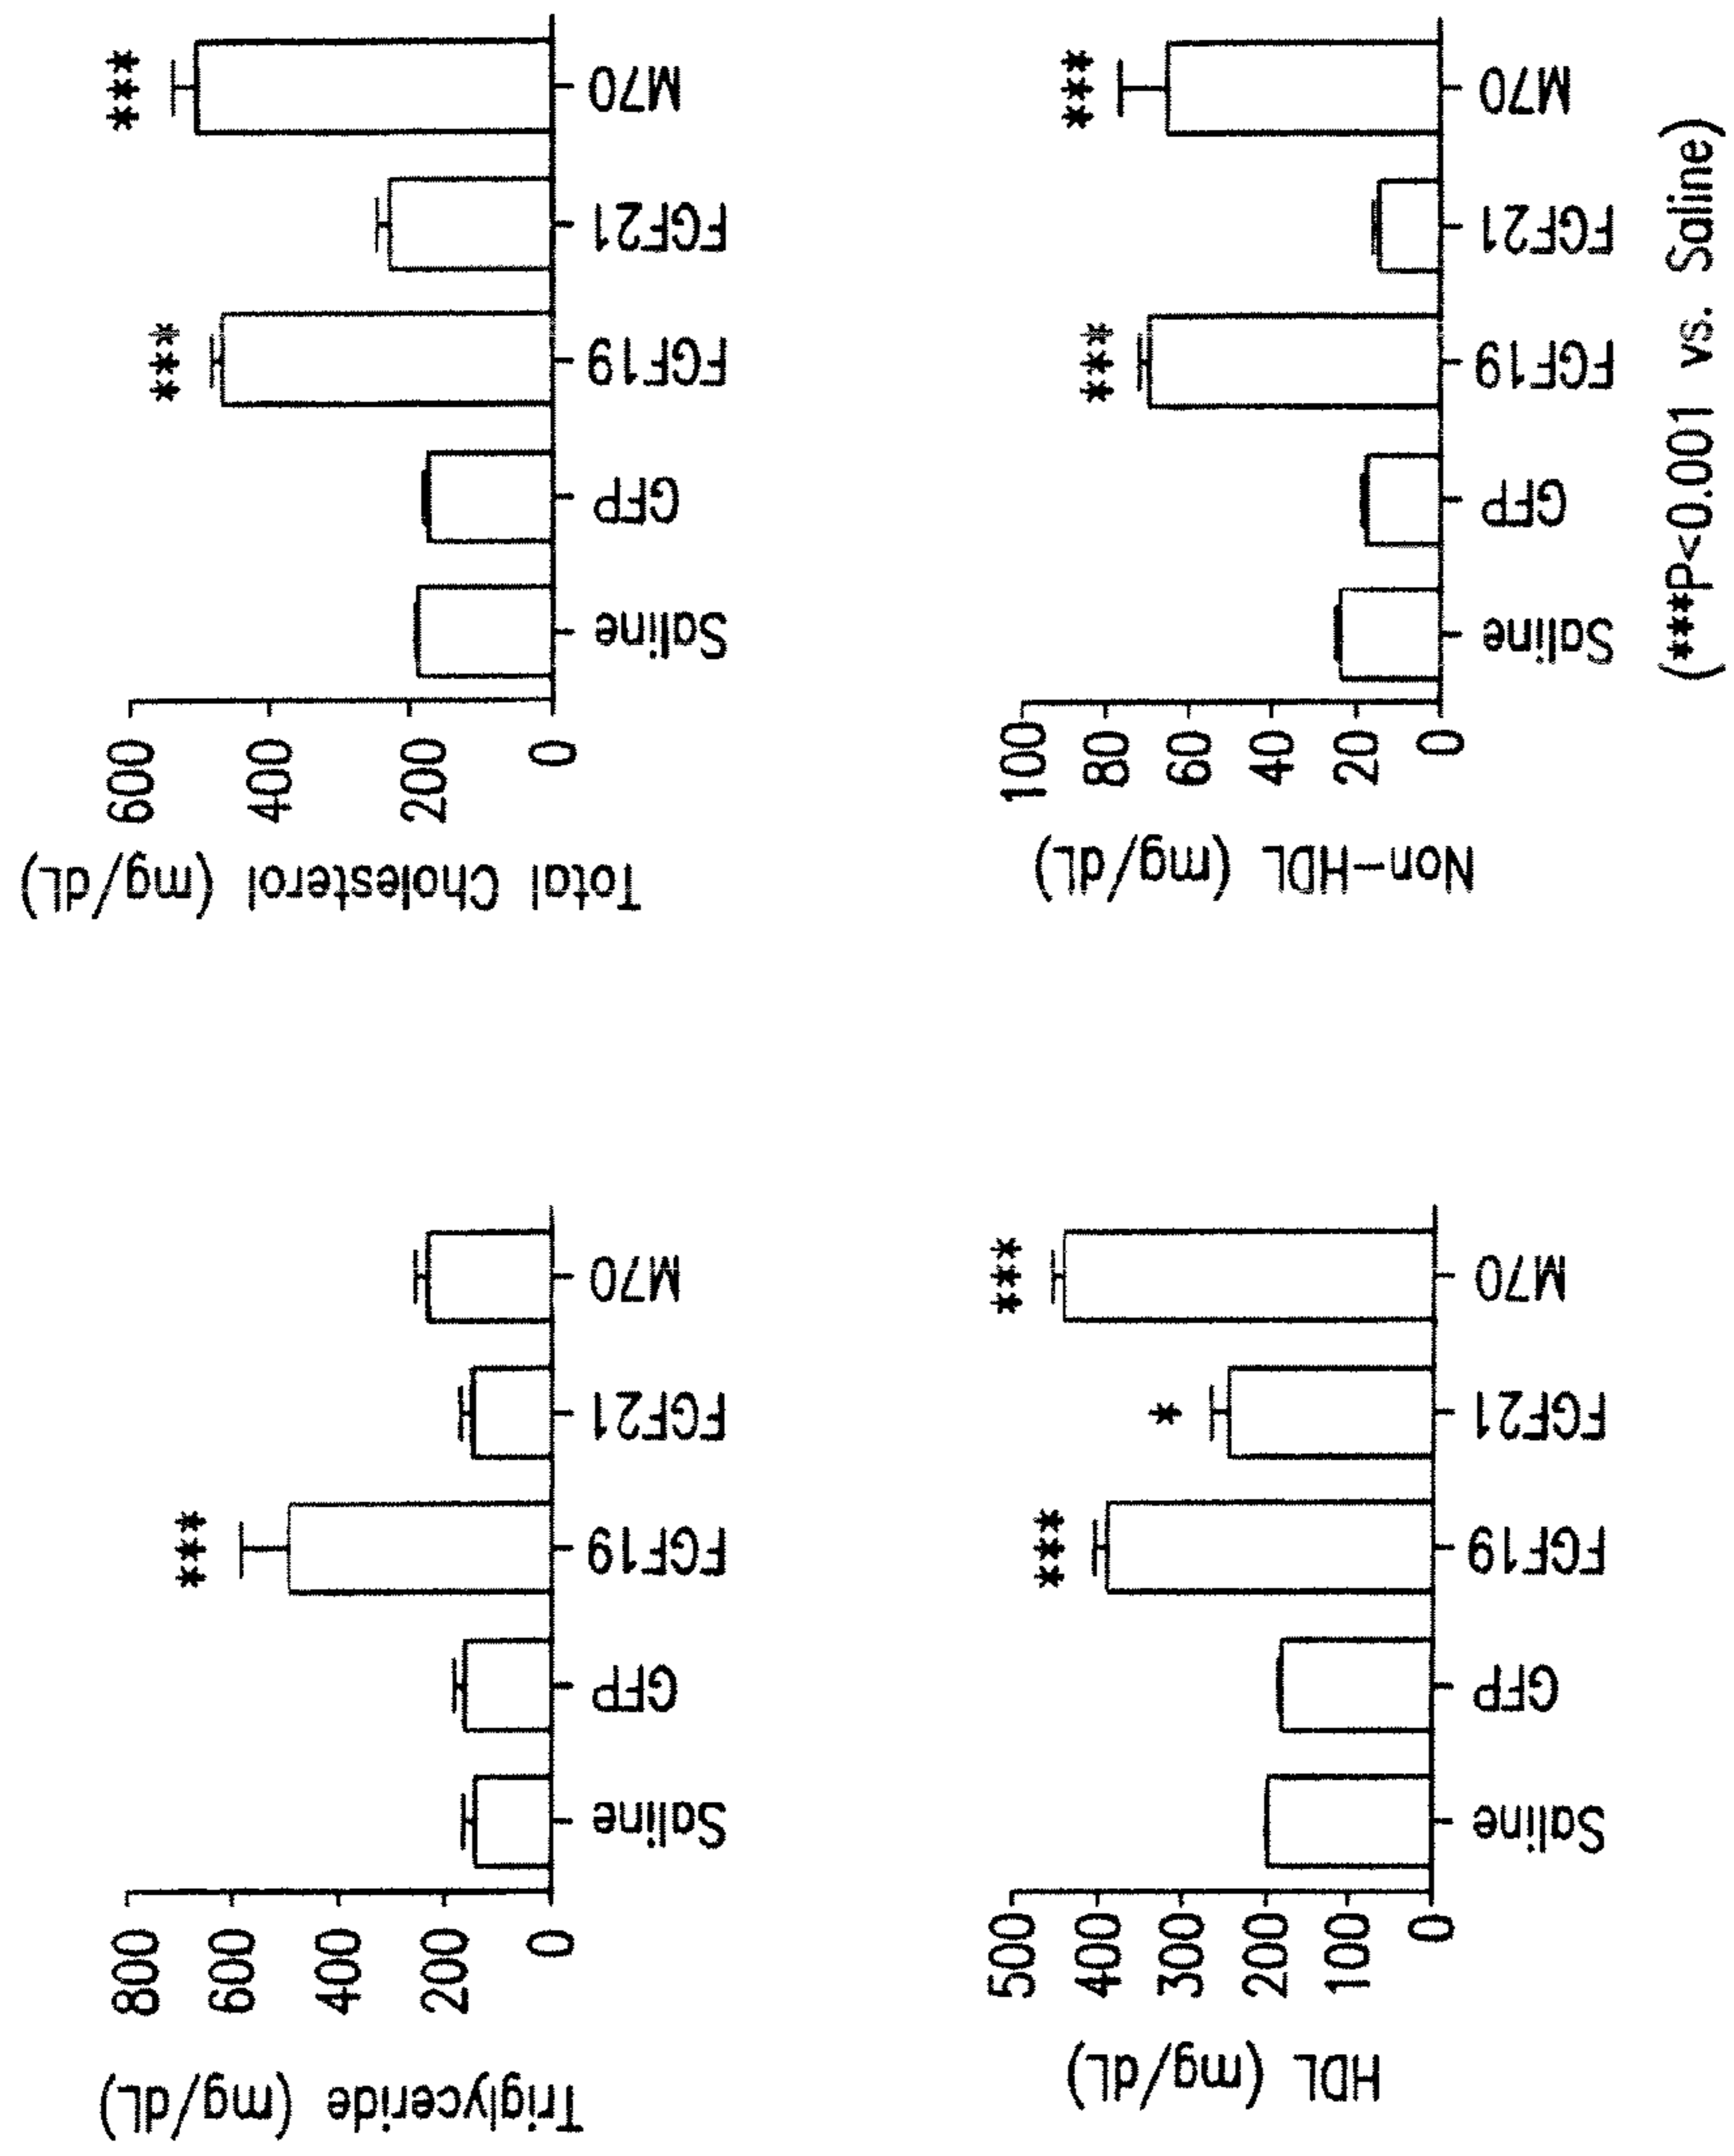 Triglyceride (mg/dL)
800
600
400
200
0
***
Saline
GFP
FGF19
FGF21
M70
Total Cholesterol (mg/dL)
600
400
200
0
***
***
Saline
GFP
FGF19
FGF21
M70
HDL (mg/dL)
500
400
300
200
100
0
***
*
***
Saline
GFP
FGF19
FGF21
M70
Non-HDL (mg/dL)
100
80
60
40
20
0
***
***
Saline
GFP
FGF19
FGF21
M70
(***P<0.001 vs. Saline)